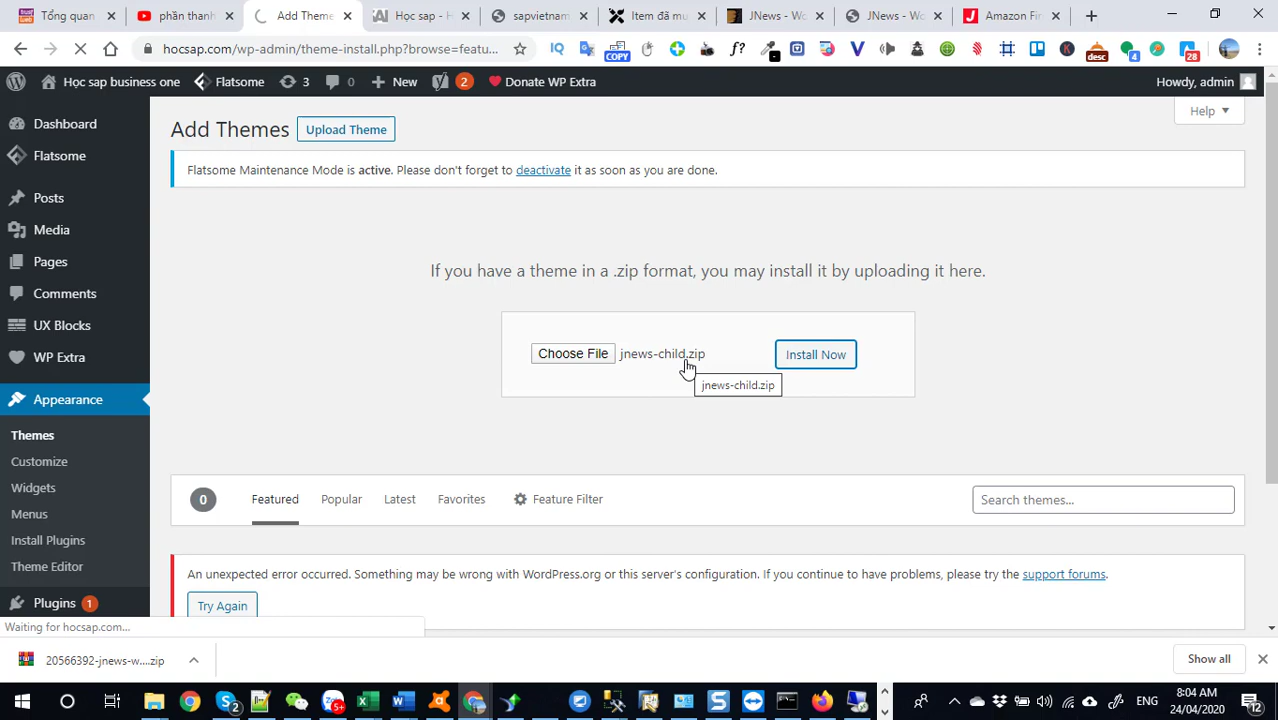 Tổng quan
phần thanh
Add Theme
Học sap - K
sapvietnam
Item đã mu
JNews - Wo
JNews - Wo
Amazon Fir
hocsap.com/wp-admin/theme-install.php?browse=featu...
COPY
desc
4
28
Học sap business one
Flatsome
3
0
New
2
Donate WP Extra
Howdy, admin
Dashboard
Flatsome
Posts
Media
Pages
Comments
UX Blocks
WP Extra
Appearance
Themes
Customize
Widgets
Menus
Install Plugins
Theme Editor
Plugins 1
Add Themes
Upload Theme
Help
Flatsome Maintenance Mode is active. Please don't forget to deactivate it as soon as you are done.
If you have a theme in a .zip format, you may install it by uploading it here.
Choose File jnews-child.zip
Install Now
jnews-child.zip
0
Featured
Popular
Latest
Favorites
Feature Filter
Search themes...
An unexpected error occurred. Something may be wrong with WordPress.org or this server's configuration. If you continue to have problems, please try the support forums.
Try Again
Waiting for hocsap.com...
20566392-jnews-w....zip
Show all
2
5+
ENG
8:04 AM
24/04/2020
12